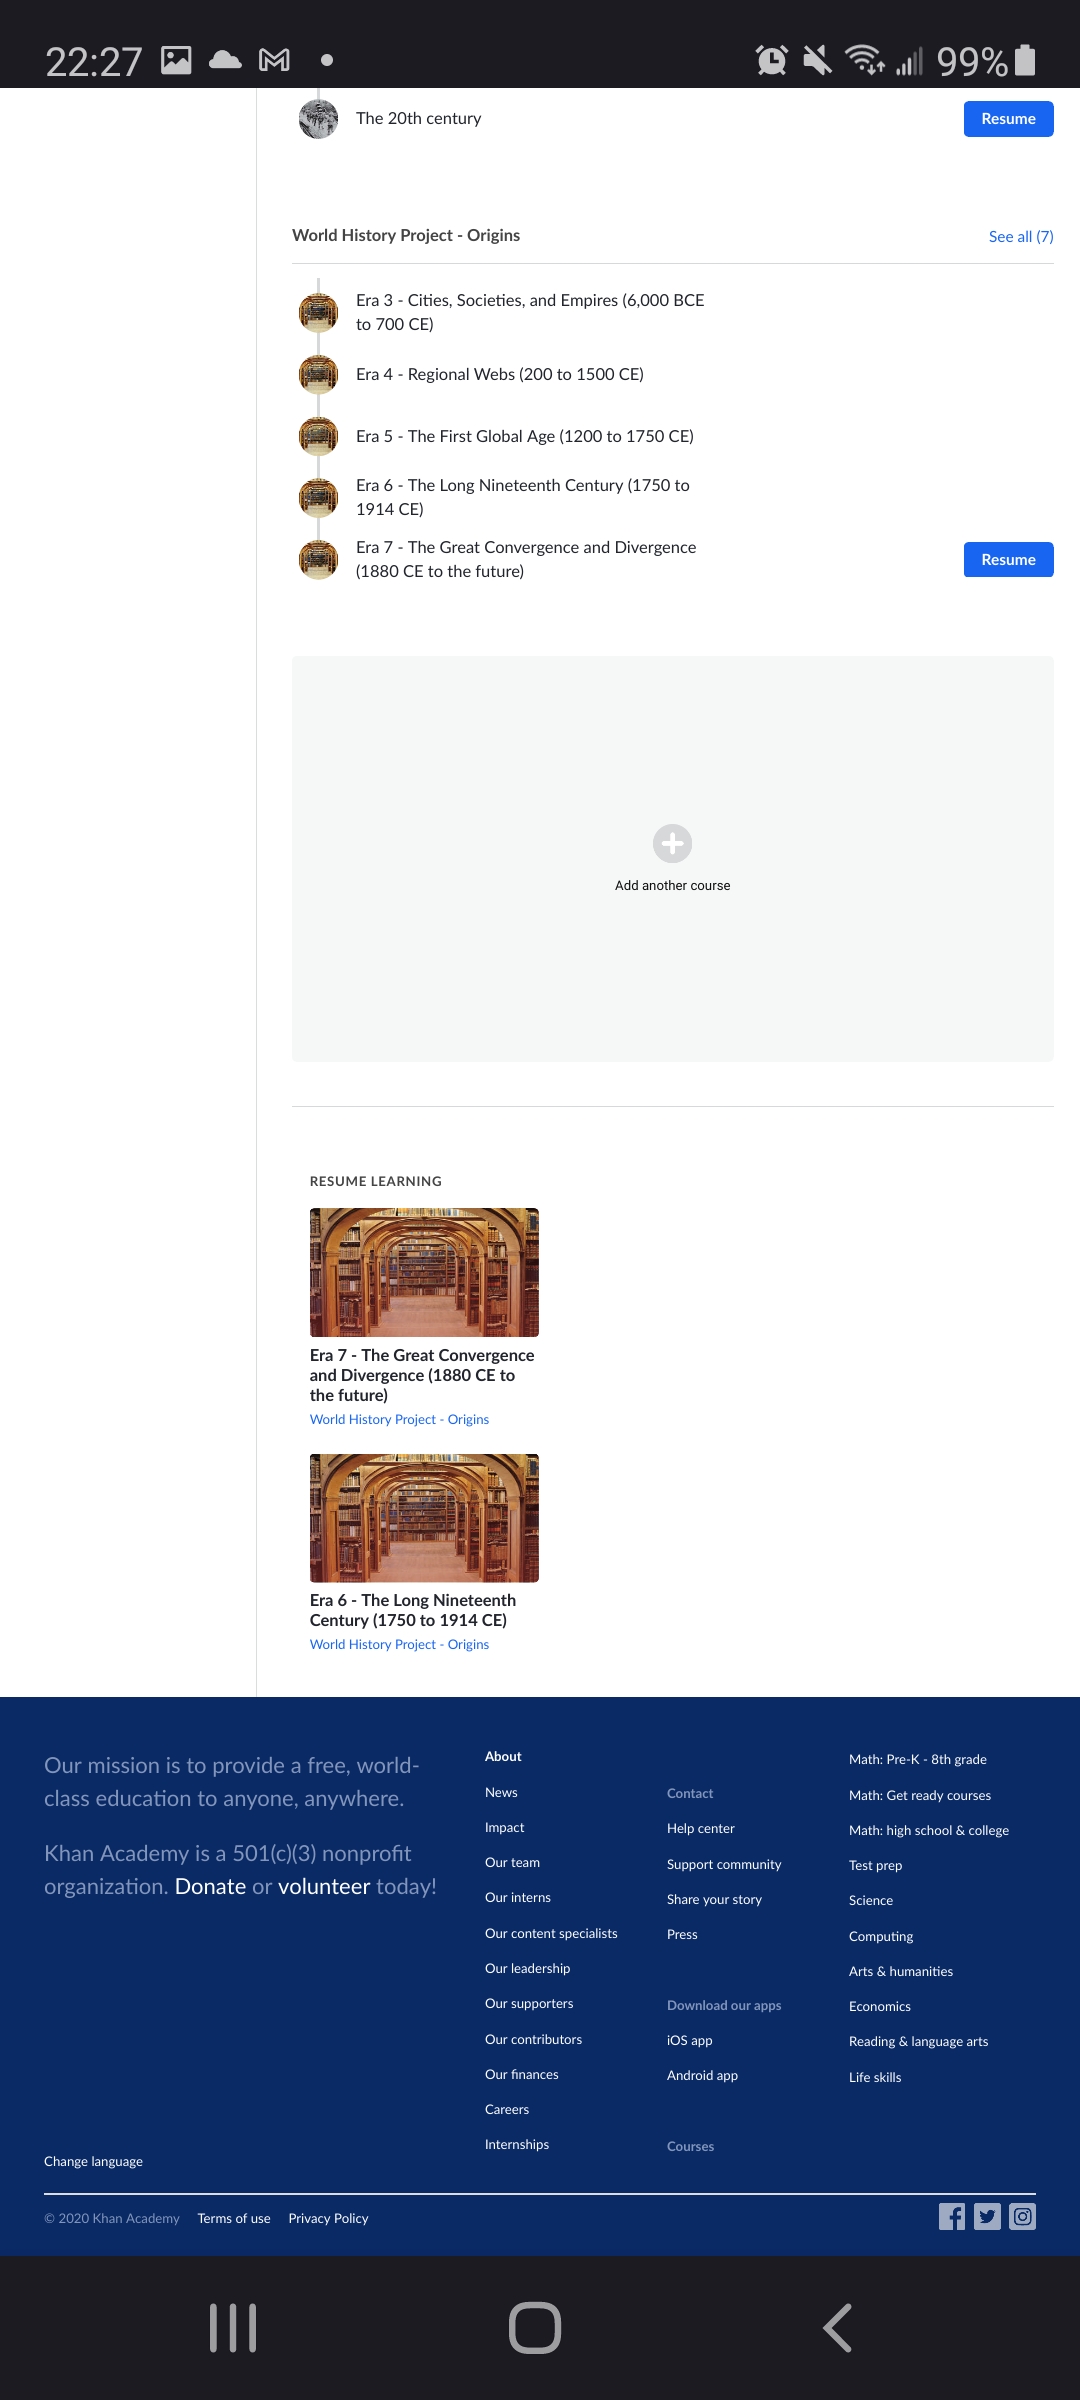 22:27
99%
The 20th century
Resume
World History Project - Origins
See all (7)
Era 3 - Cities, Societies, and Empires (6,000 BCE
to 700 CE)
Era 4 - Regional Webs (200 to 1500 CE)
Era 5 - The First Global Age (1200 to 1750 CE)
Era 6 - The Long Nineteenth Century (1750 to
1914 CE)
Era 7 - The Great Convergence and Divergence
(1880 CE to the future)
Resume
Add another course
RESUME LEARNING
Era 7 - The Great Convergence
and Divergence (1880 CE to
the future)
World History Project - Origins
Era 6 - The Long Nineteenth
Century (1750 to 1914 CE)
World History Project - Origins
Our mission is to provide a free, world-
class education to anyone, anywhere.
Khan Academy is a 501(c)(3) nonprofit
organization. Donate or volunteer today!
About
News
Impact
Our team
Our interns
Our content specialists
Our leadership
Our supporters
Our contributors
Our finances
Careers
Internships
Contact
Help center
Support community
Share your story
Press
Download our apps
iOS app
Android app
Courses
Math: Pre-K - 8th grade
Math: Get ready courses
Math: high school & college
Test prep
Science
Computing
Arts & humanities
Economics
Reading & language arts
Life skills
Change language
© 2020 Khan Academy
Terms of use
Privacy Policy